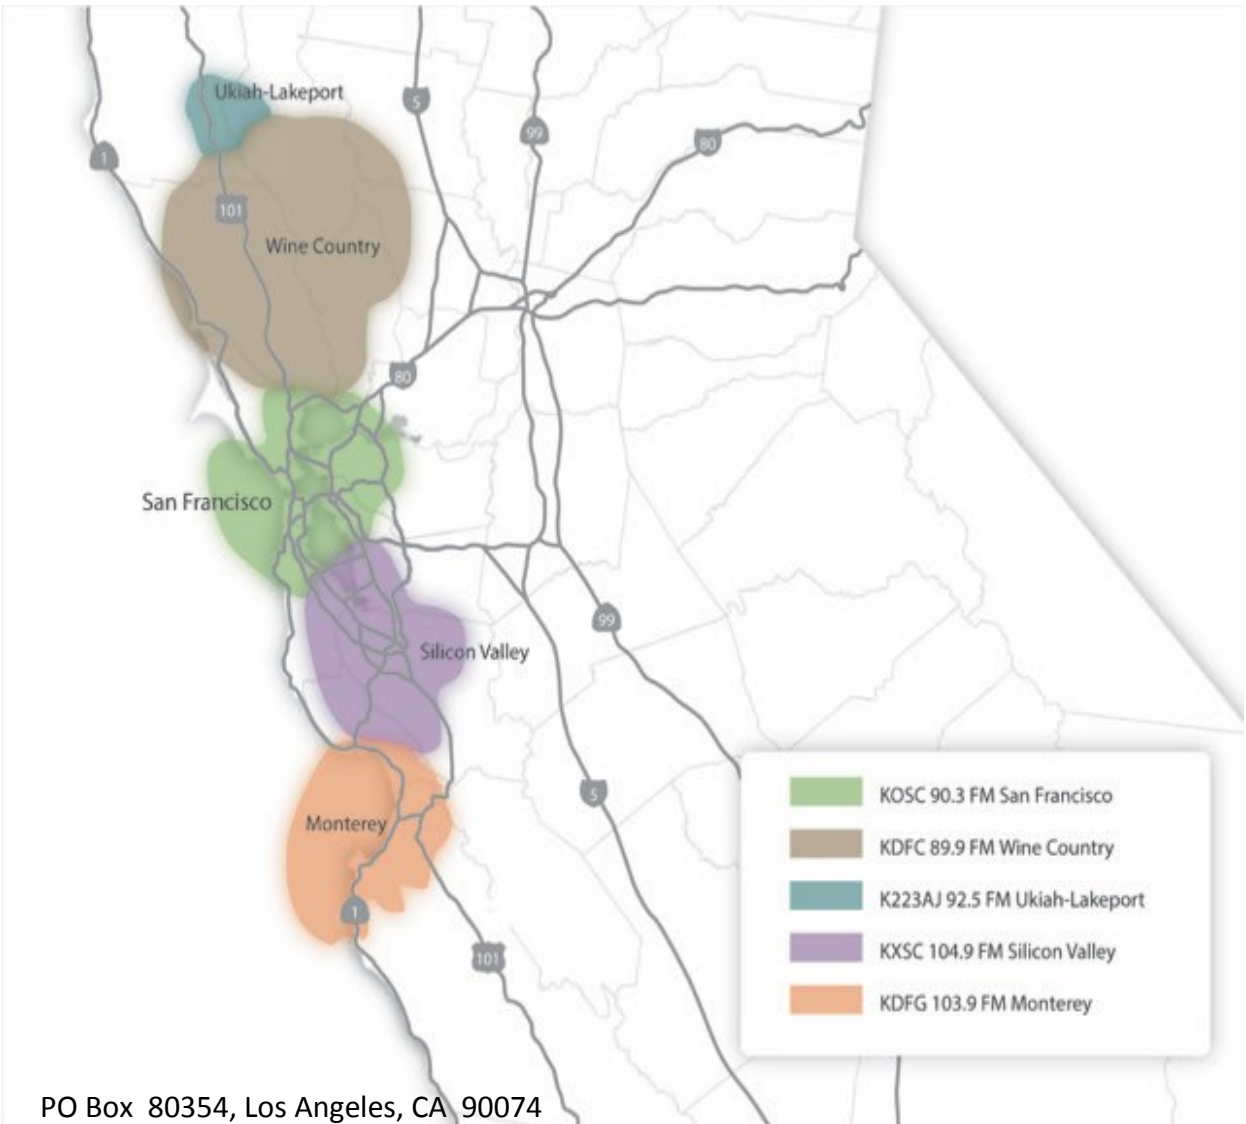 Ukiah-Lakeport
5
99
80
1
101
Wine Country
80
San Francisco
99
Silicon Valley
5
Monterey
1
101
KOSC 90.3 FM San Francisco
KDFC 89.9 FM Wine Country
K223AJ 92.5 FM Ukiah-Lakeport
KXSC 104.9 FM Silicon Valley
KDFG 103.9 FM Monterey
PO Box  80354, Los Angeles, CA  90074